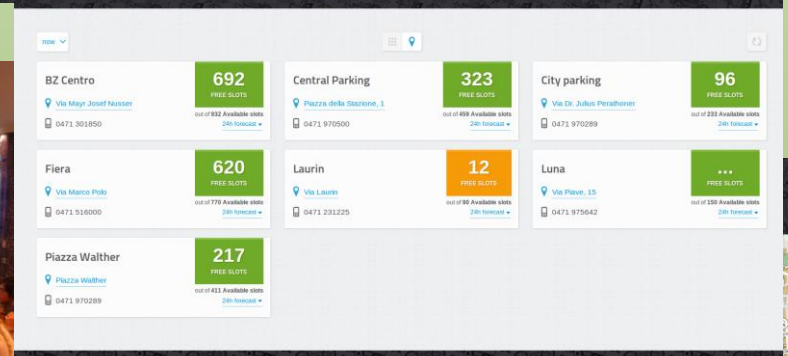 now
BZ Centro
692
FREE SLOTS
Via Mayr Josef Nusser
out of 932 Available slots
0471 301850
24h forecast
Central Parking
323
FREE SLOTS
Piazza della Stazione, 1
out of 459 Available slots
0471 970500
24h forecast
City parking
96
FREE SLOTS
Via Dr. Julius Perathoner
out of 233 Available slots
0471 970289
24h forecast
Fiera
620
FREE SLOTS
Via Marco Polo
out of 770 Available slots
0471 516000
24h forecast
Laurin
12
FREE SLOTS
Via Laurin
out of 90 Available slots
0471 231225
24h forecast
Luna
...
FREE SLOTS
Via Piave, 15
out of 150 Available slots
0471 975642
24h forecast
Piazza Walther
217
FREE SLOTS
Piazza Walther
out of 411 Available slots
0471 970289
24h forecast